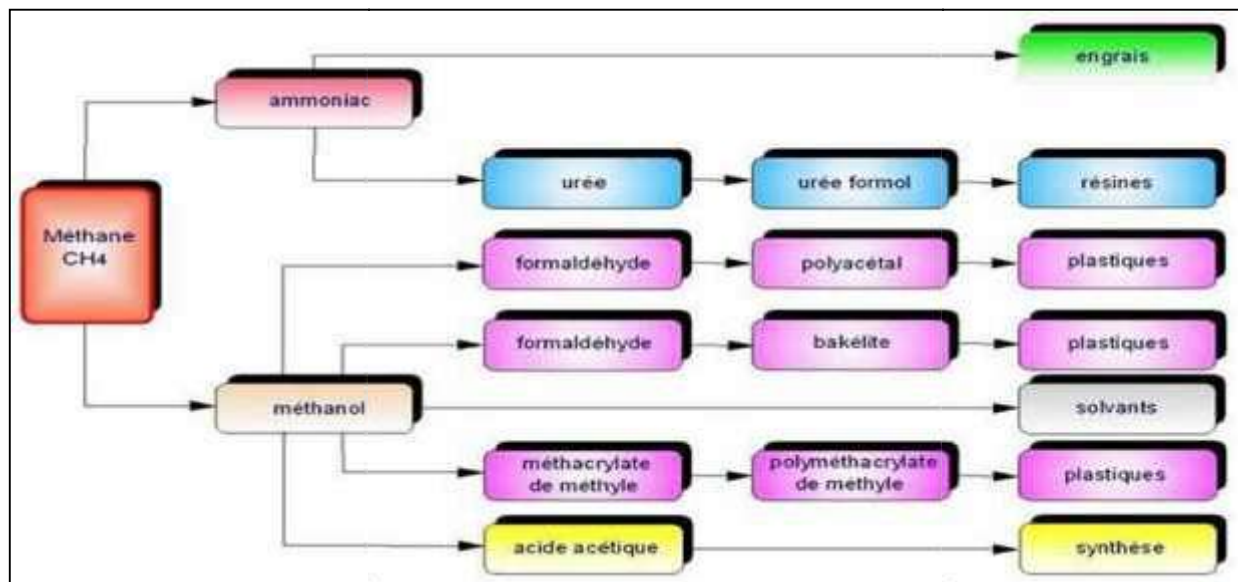 engrais
ammoniac
urée
urée formol
résines
Méthane
CH4
formaldéhyde
polyacétal
plastiques
formaldéhyde
bakélite
plastiques
méthanol
solvants
méthacrylate
de méthyle
polyméthacrylate
de méthyle
plastiques
acide acétique
synthèse